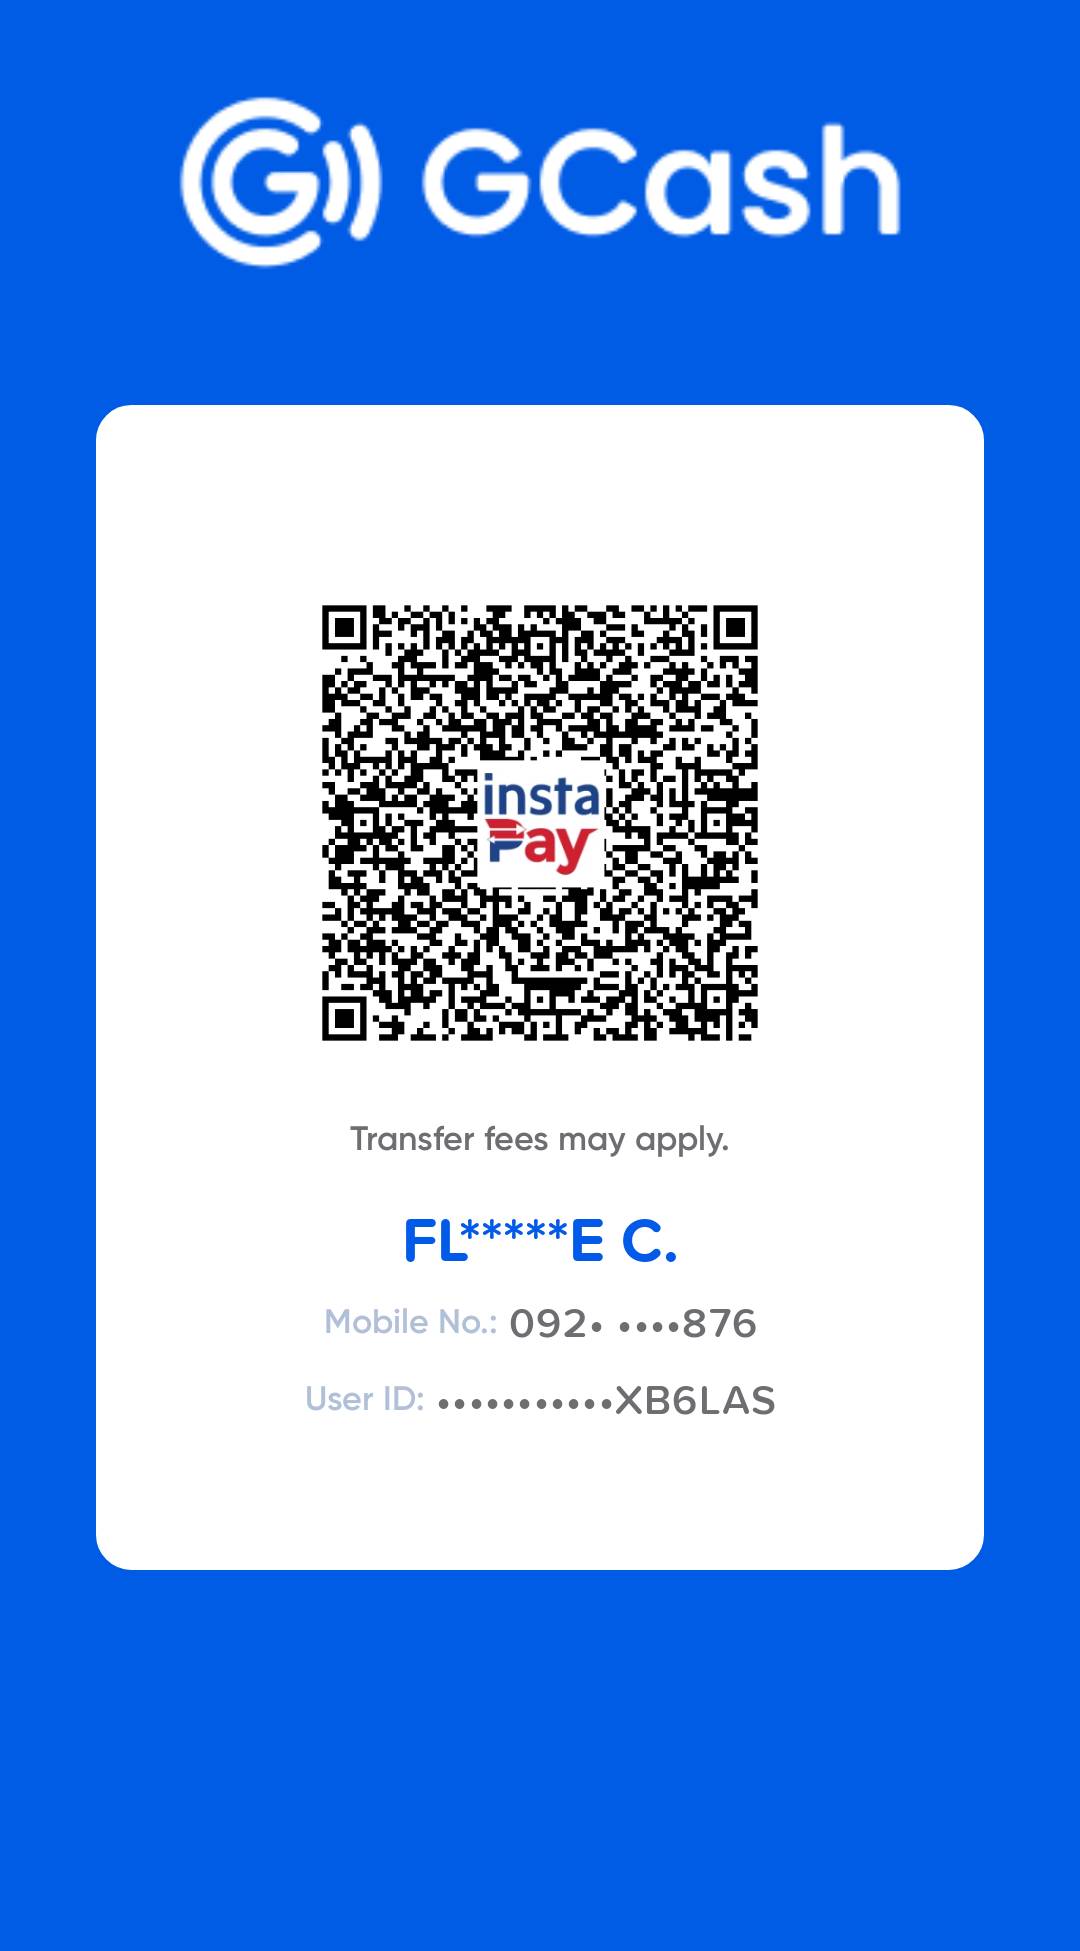 GCash
insta
Pay
Transfer fees may apply.
FL*****E C.
Mobile No.: 092• ••••876
User ID: •••••••••••XB6LAS